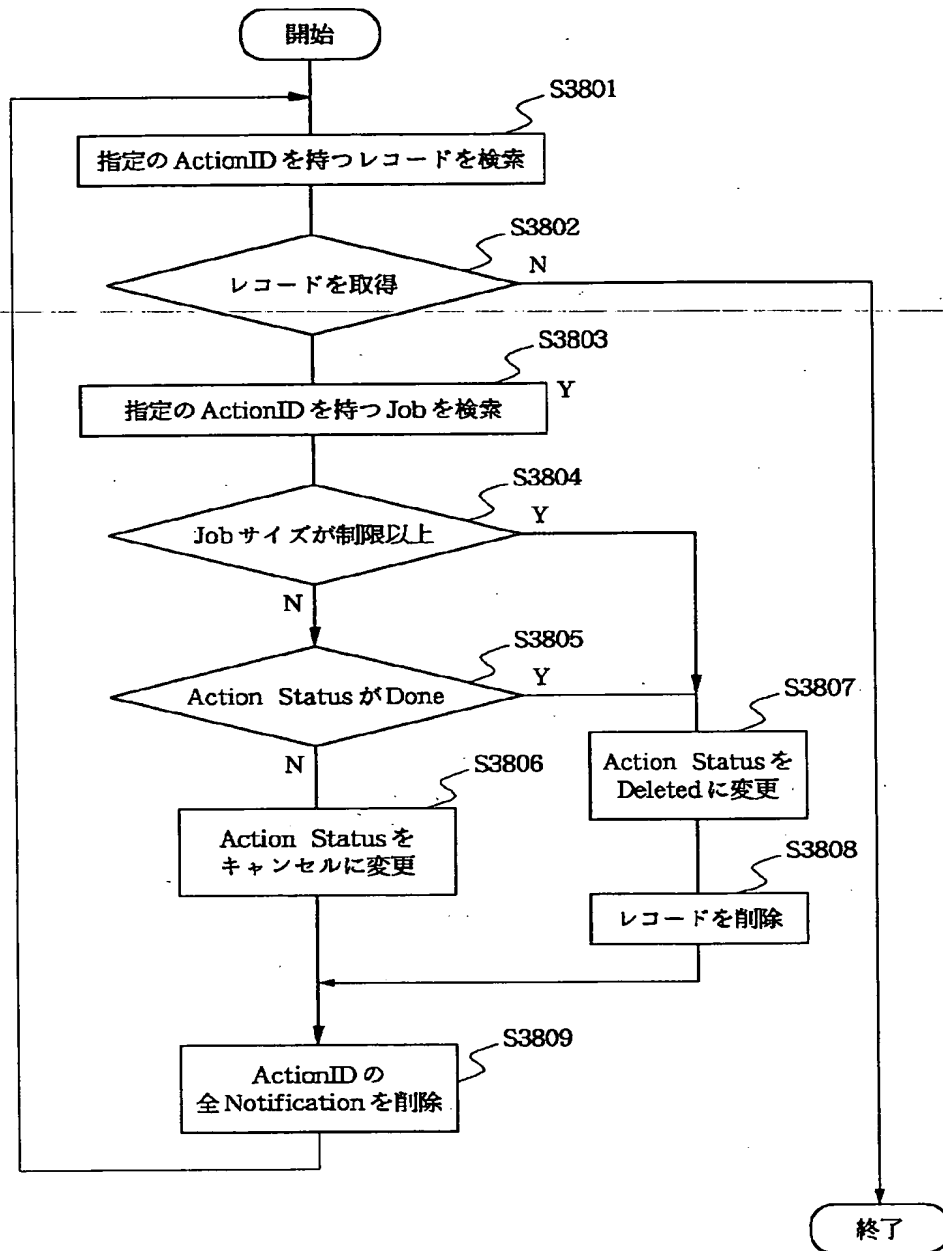 開始
S3801
指定のActionIDを持つレコードを検索
S3802
レコードを取得
N
S3803
Y
指定のActionIDを持つJobを検索
S3804
Jobサイズが制限以上
Y
N
S3805
Action StatusがDone
Y
N
S3807
Action Statusを
Deletedに変更
S3806
Action Statusを
キャンセルに変更
S3808
レコードを削除
S3809
ActionIDの
全Notificationを削除
終了